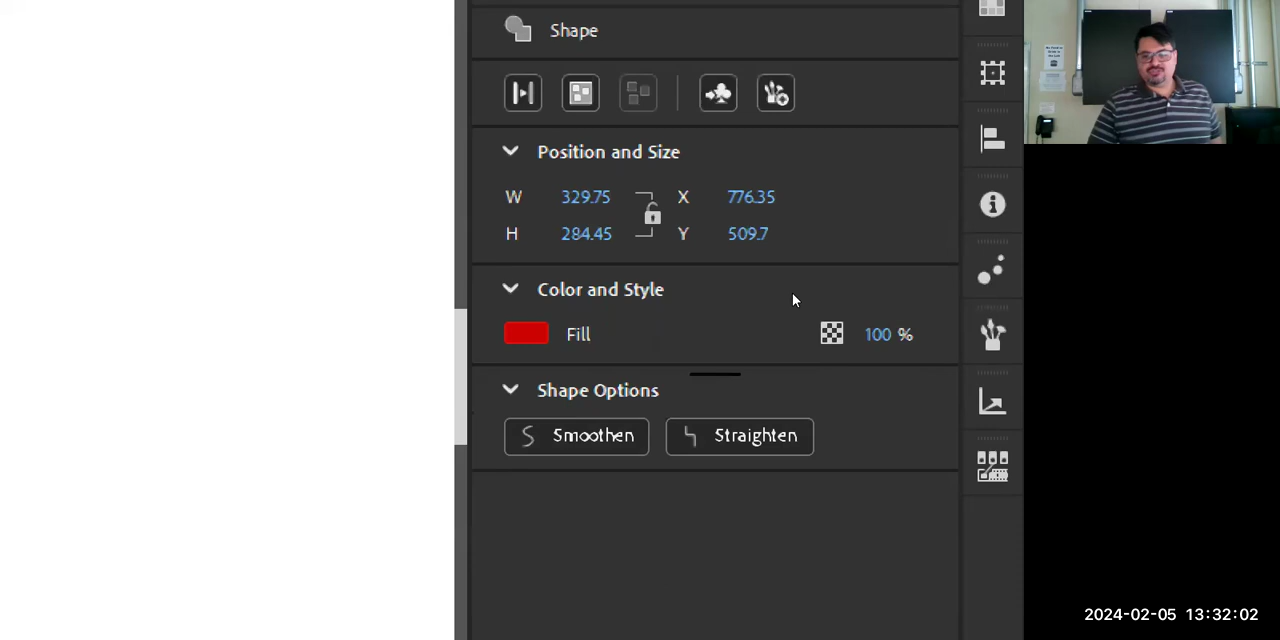 Shape
Position and Size
W 329.75 X 776.35
H 284.45 Y 509.7
Color and Style
Fill 100 %
Shape Options
Smoothen Straighten
2024-02-05 13:32:02